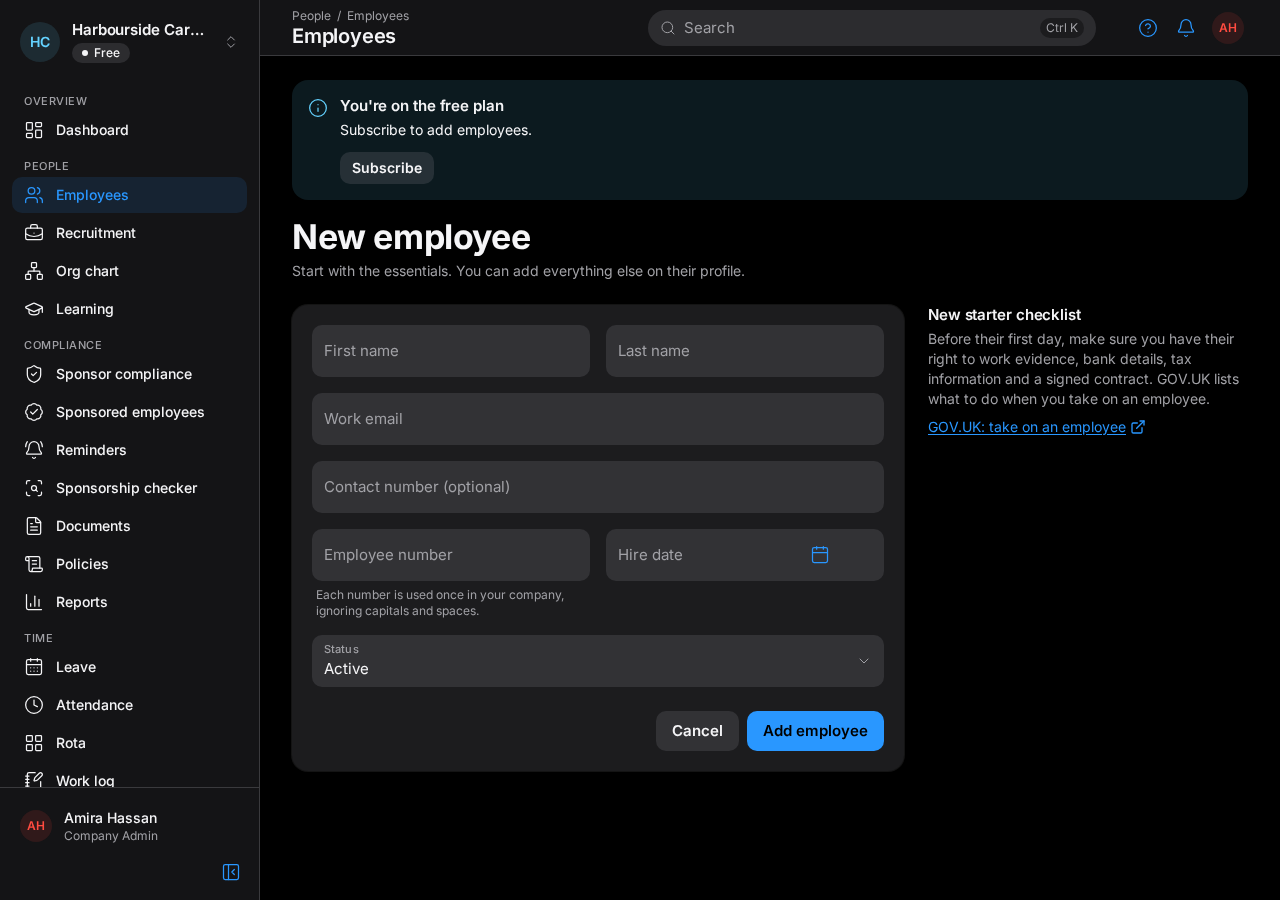 HC
Harbourside Car...
Free
OVERVIEW
Dashboard
PEOPLE
Employees
Recruitment
Org chart
Learning
COMPLIANCE
Sponsor compliance
Sponsored employees
Reminders
Sponsorship checker
Documents
Policies
Reports
TIME
Leave
Attendance
Rota
Work log
AH
Amira Hassan
Company Admin
People / Employees
Employees
Search
Ctrl K
AH
You're on the free plan
Subscribe to add employees.
Subscribe
New employee
Start with the essentials. You can add everything else on their profile.
First name
Last name
Work email
Contact number (optional)
Employee number
Hire date
Each number is used once in your company,
ignoring capitals and spaces.
Status
Active
Cancel
Add employee
New starter checklist
Before their first day, make sure you have their
right to work evidence, bank details, tax
information and a signed contract. GOV.UK lists
what to do when you take on an employee.
GOV.UK: take on an employee